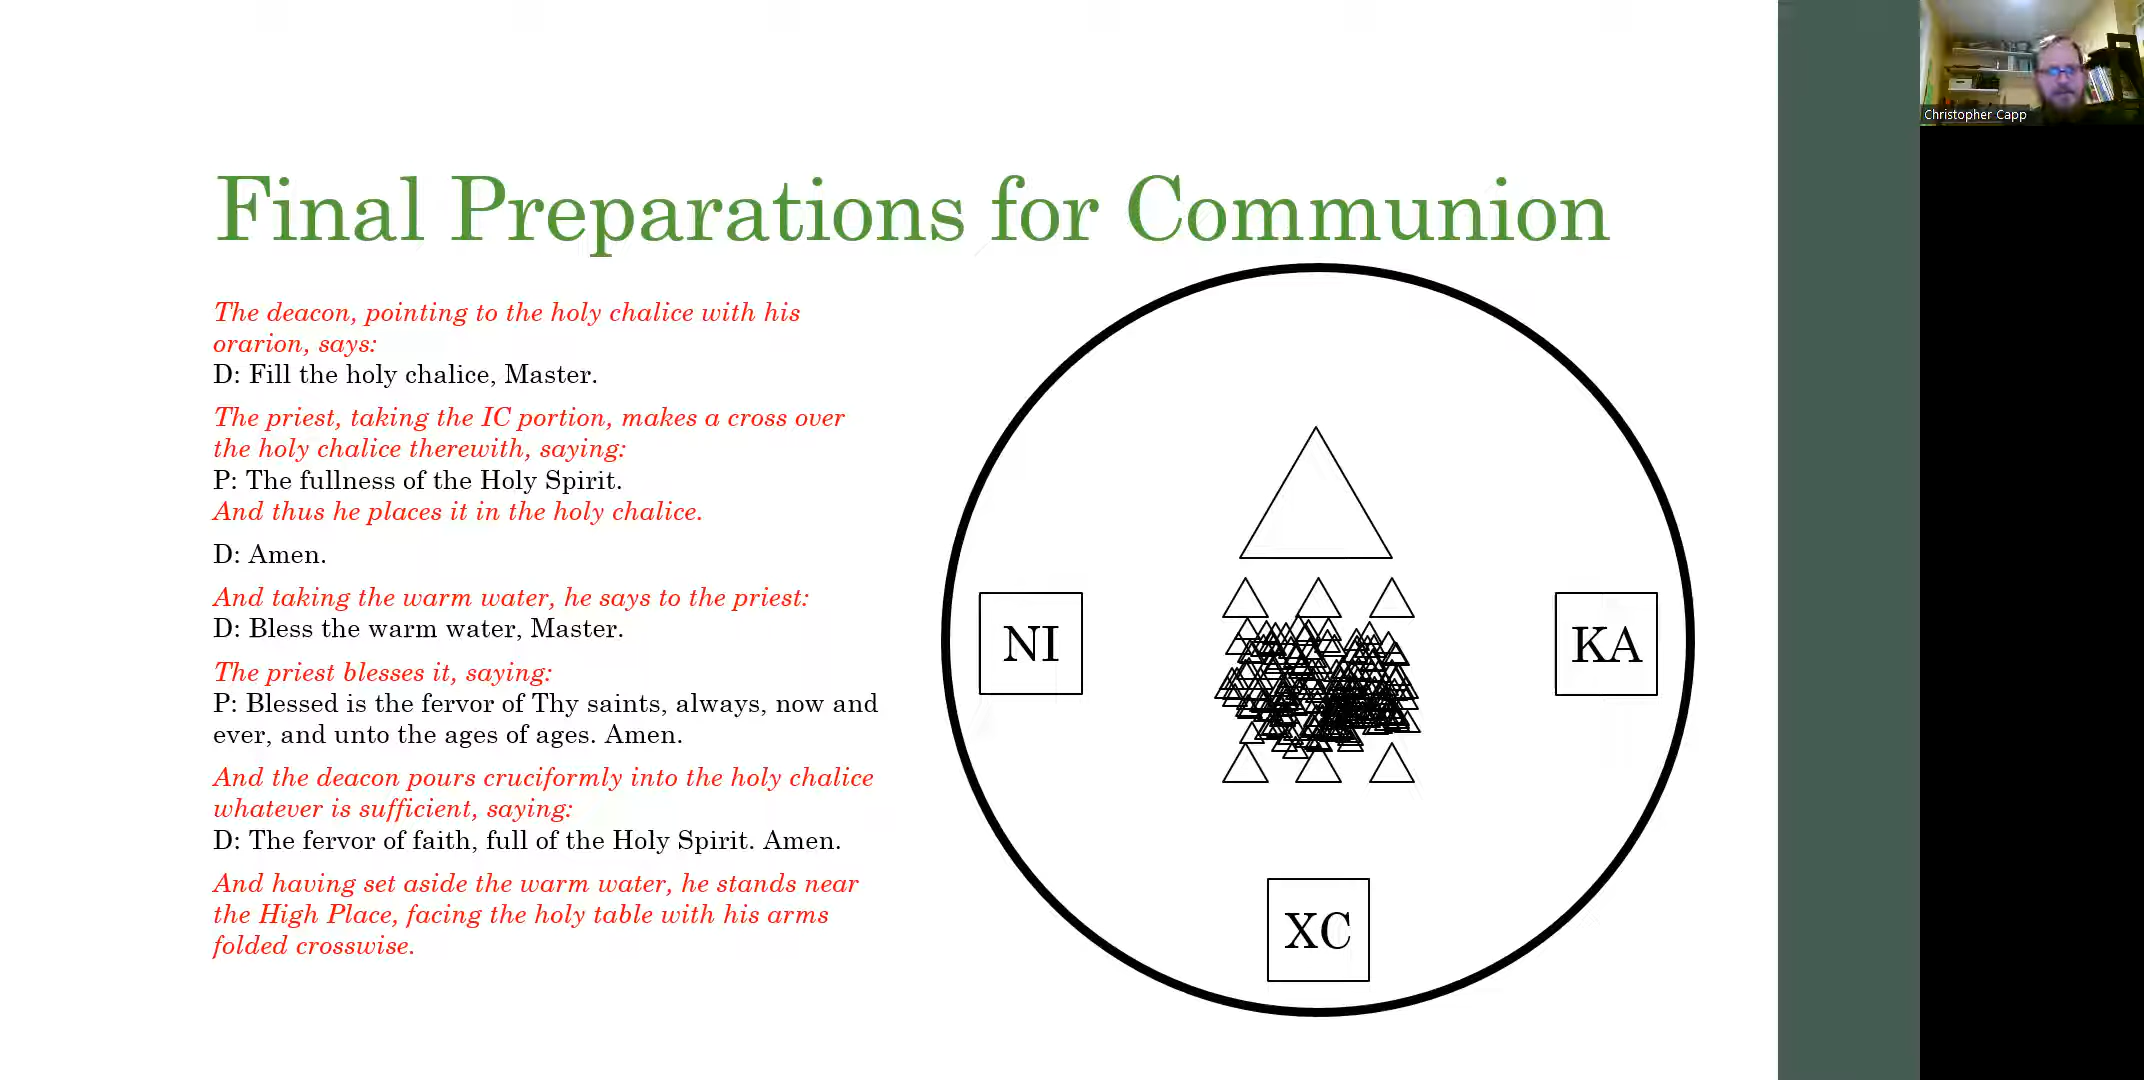 Final Preparations for Communion
The deacon, pointing to the holy chalice with his
orarion, says:
D: Fill the holy chalice, Master.
The priest, taking the IC portion, makes a cross over
the holy chalice therewith, saying:
P: The fullness of the Holy Spirit.
And thus he places it in the holy chalice.
D: Amen.
And taking the warm water, he says to the priest:
D: Bless the warm water, Master.
The priest blesses it, saying:
P: Blessed is the fervor of Thy saints, always, now and
ever, and unto the ages of ages. Amen.
And the deacon pours cruciformly into the holy chalice
whatever is sufficient, saying:
D: The fervor of faith, full of the Holy Spirit. Amen.
And having set aside the warm water, he stands near
the High Place, facing the holy table with his arms
folded crosswise.
NI
KA
XC
Christopher Capp